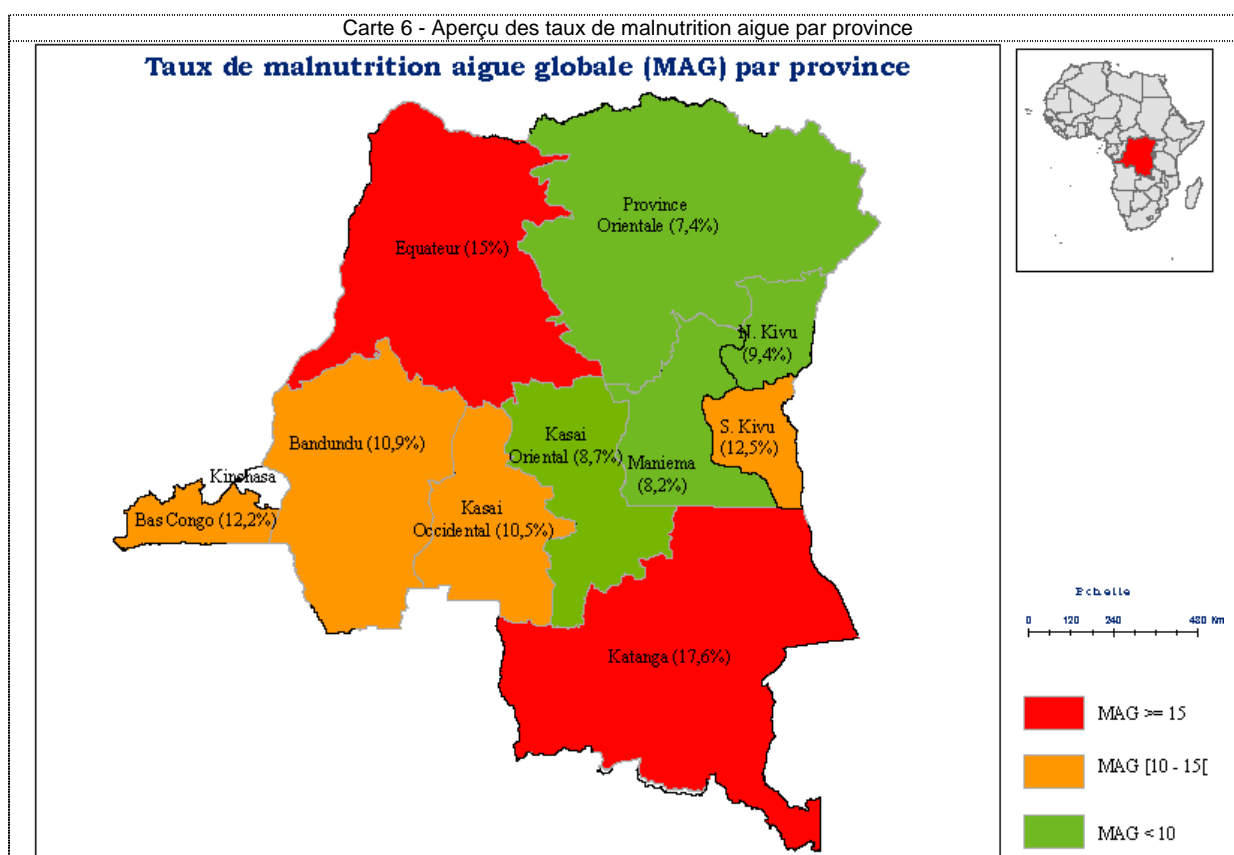 Carte 6 - Aperçu des taux de malnutrition aigue par province
Taux de malnutrition aigue globale (MAG) par province
Province
Orientale (7,4%)
Equateur (15%)
N. Kivu
(9,4%)
S. Kivu
(12,5%)
Kasai
Oriental (8,7%)
Maniema
(8,2%)
Bandundu (10,9%)
Kinshasa
Bas Congo (12,2%)
Kasai
Occidental (10,5%)
Katanga (17,6%)
Echelle
0 120 240 480 Km
MAG >= 15
MAG [10 - 15[
MAG < 10